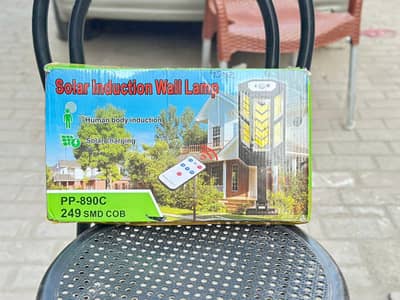 Solar Induction Wall Lamp
Human body induction
Solar charging
PP-890C
249 SMD COB